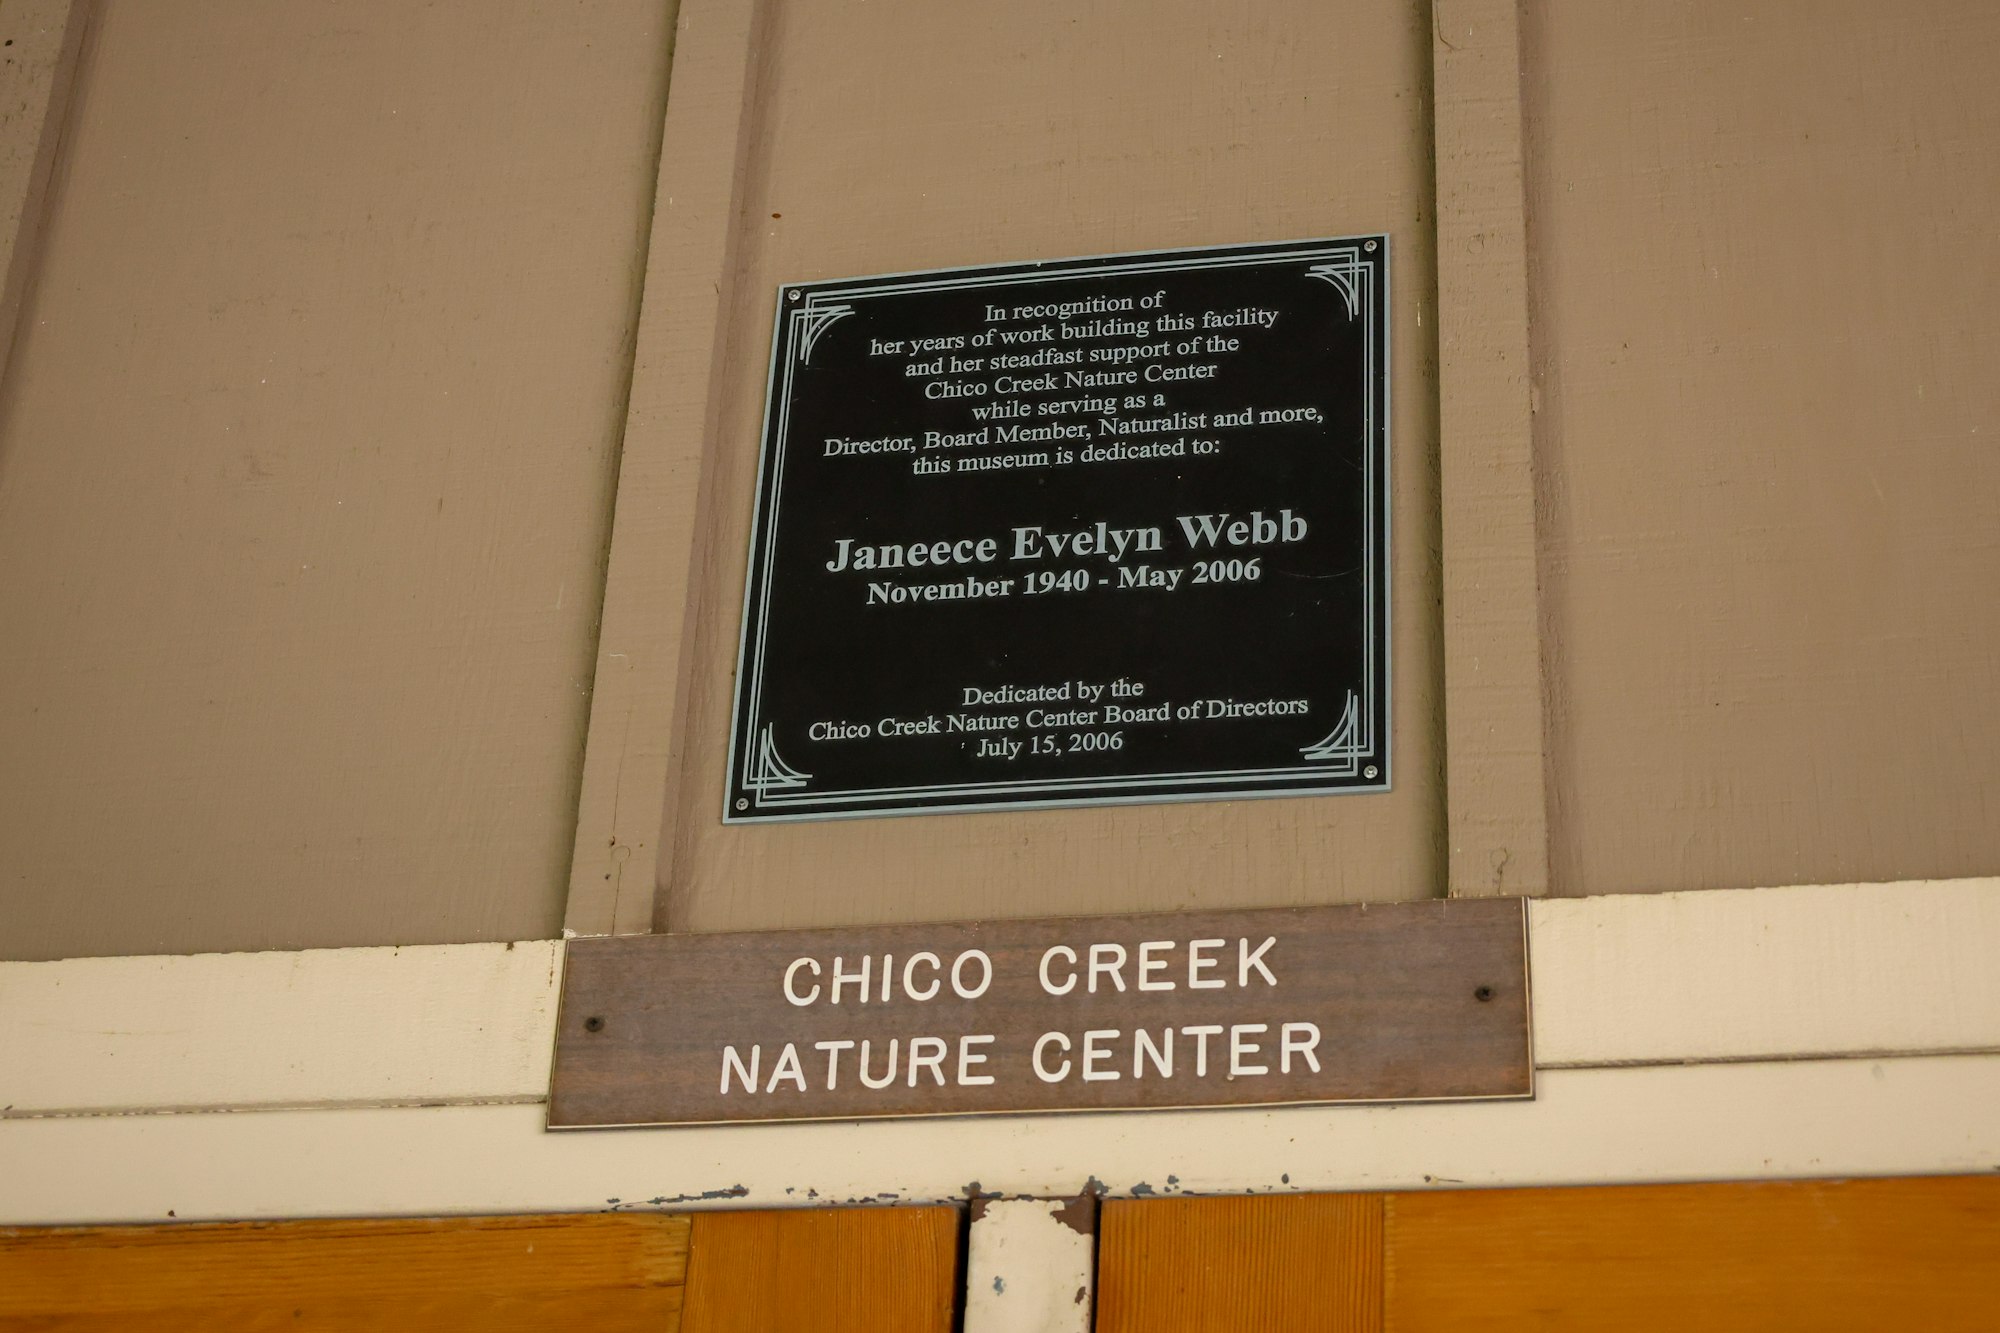 In recognition of
her years of work building this facility
and her steadfast support of the
Chico Creek Nature Center
while serving as a
Director, Board Member, Naturalist and more,
this museum is dedicated to:
Janeece Evelyn Webb
November 1940 - May 2006
Dedicated by the
Chico Creek Nature Center Board of Directors
July 15, 2006
CHICO CREEK
NATURE CENTER